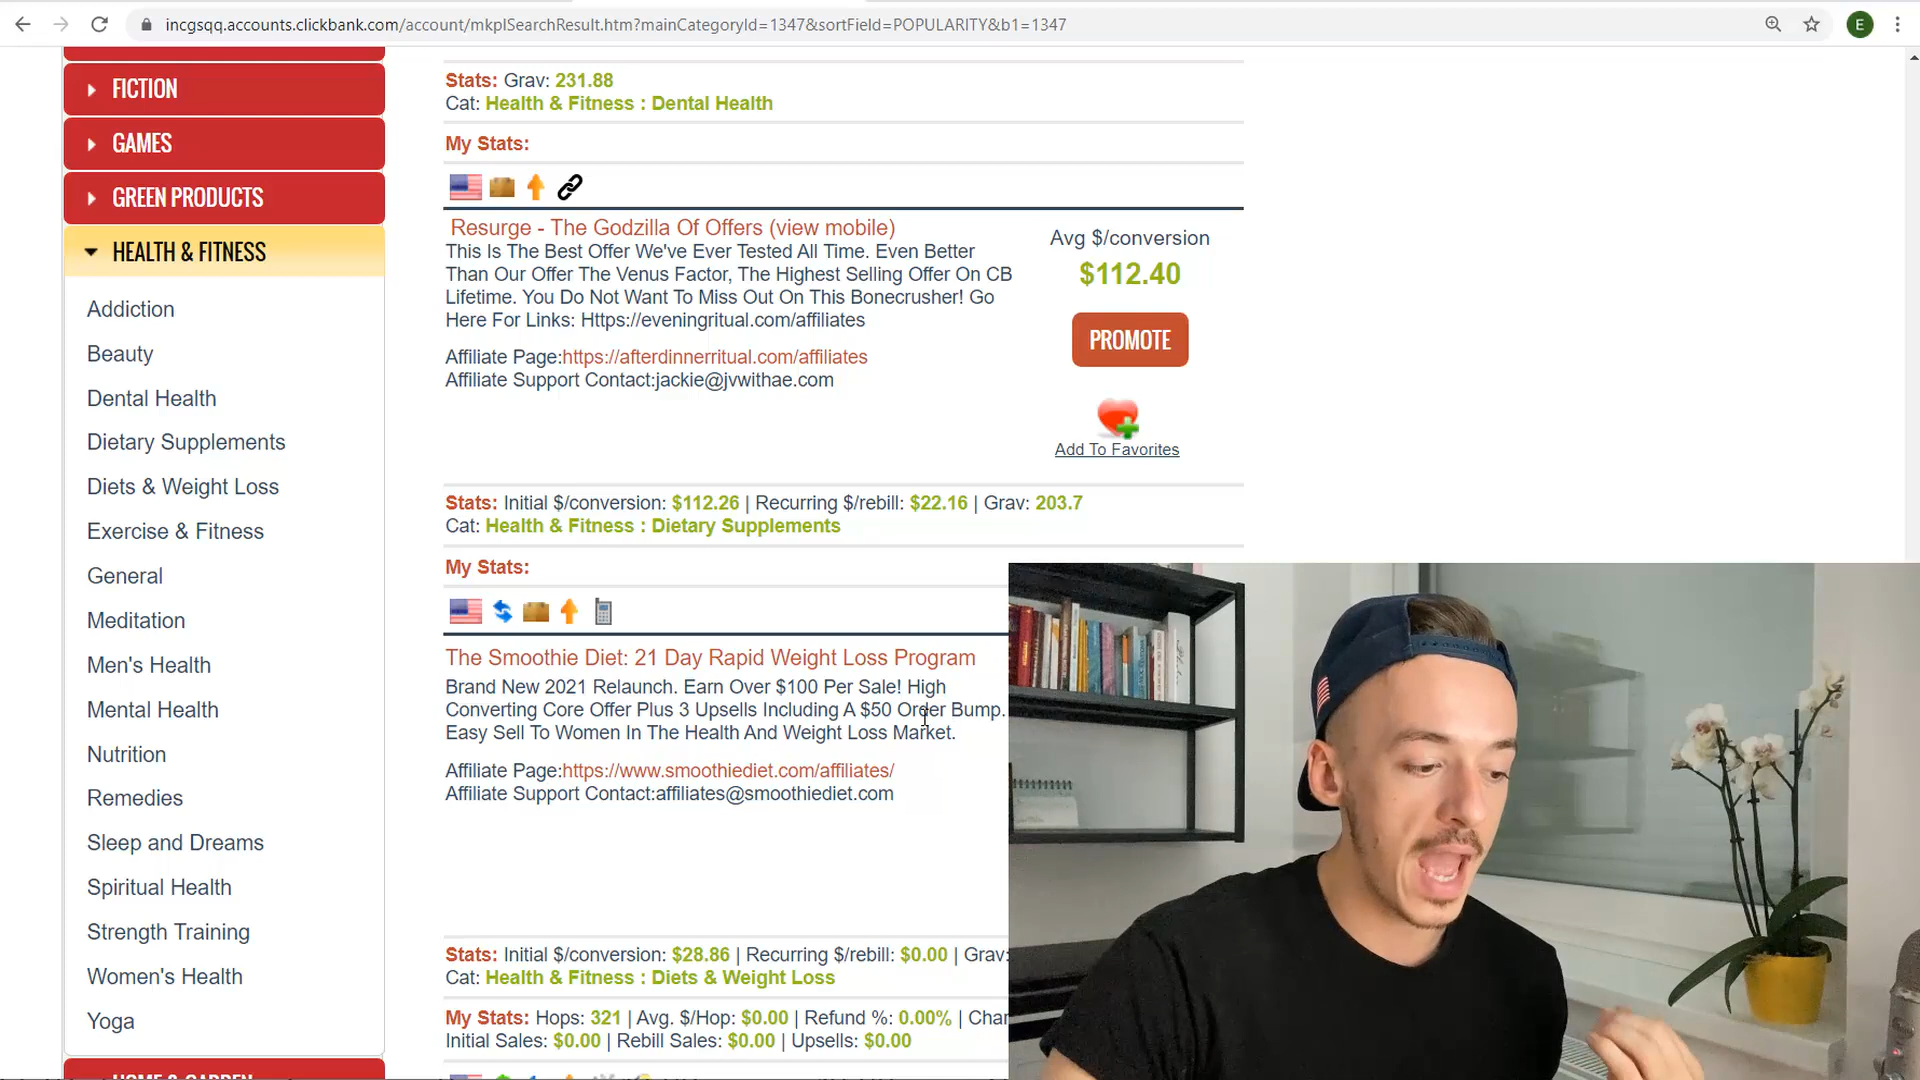 incgsqq.accounts.clickbank.com/account/mkplSearchResult.htm?mainCategoryId=1347&sortField=POPULARITY&b1=1347
E
FICTION
GAMES
GREEN PRODUCTS
HEALTH & FITNESS
Addiction
Beauty
Dental Health
Dietary Supplements
Diets & Weight Loss
Exercise & Fitness
General
Meditation
Men's Health
Mental Health
Nutrition
Remedies
Sleep and Dreams
Spiritual Health
Strength Training
Women's Health
Yoga
HOME & GARDEN
Stats: Grav: 231.88
Cat: Health & Fitness : Dental Health
My Stats:
Resurge - The Godzilla Of Offers (view mobile)
This Is The Best Offer We've Ever Tested All Time. Even Better
Than Our Offer The Venus Factor, The Highest Selling Offer On CB
Lifetime. You Do Not Want To Miss Out On This Bonecrusher! Go
Here For Links: Https://eveningritual.com/affiliates
Affiliate Page:https://afterdinnerritual.com/affiliates
Affiliate Support Contact:jackie@jvwithae.com
Avg $/conversion
$112.40
PROMOTE
Add To Favorites
Stats: Initial $/conversion: $112.26 | Recurring $/rebill: $22.16 | Grav: 203.7
Cat: Health & Fitness : Dietary Supplements
My Stats:
The Smoothie Diet: 21 Day Rapid Weight Loss Program
Brand New 2021 Relaunch. Earn Over $100 Per Sale! High
Converting Core Offer Plus 3 Upsells Including A $50 Order Bump.
Easy Sell To Women In The Health And Weight Loss Market.
Affiliate Page:https://www.smoothiediet.com/affiliates/
Affiliate Support Contact:affiliates@smoothiediet.com
Stats: Initial $/conversion: $28.86 | Recurring $/rebill: $0.00 | Grav:
Cat: Health & Fitness : Diets & Weight Loss
My Stats: Hops: 321 | Avg. $/Hop: $0.00 | Refund %: 0.00% | Char
Initial Sales: $0.00 | Rebill Sales: $0.00 | Upsells: $0.00